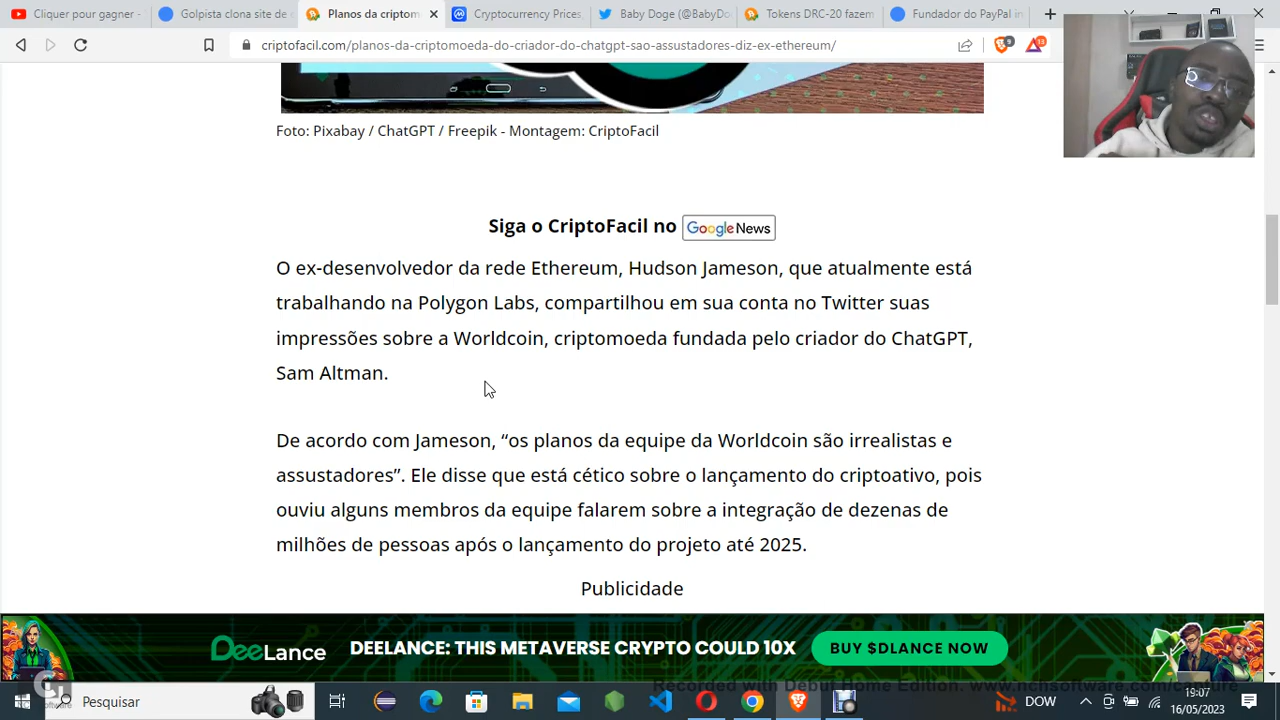 Cliquer pour gagner -
Golpista clona site de
Planos da criptom
Cryptocurrency Prices,
Baby Doge (@BabyDo
Tokens DRC-20 fazem
Fundador do PayPal in
criptofacil.com/planos-da-criptomoeda-do-criador-do-chatgpt-sao-assustadores-diz-ex-ethereum/
9
13
Foto: Pixabay / ChatGPT / Freepik - Montagem: CriptoFacil
Siga o CriptoFacil no Google News
O ex-desenvolvedor da rede Ethereum, Hudson Jameson, que atualmente está
trabalhando na Polygon Labs, compartilhou em sua conta no Twitter suas
impressões sobre a Worldcoin, criptomoeda fundada pelo criador do ChatGPT,
Sam Altman.
De acordo com Jameson, “os planos da equipe da Worldcoin são irrealistas e
assustadores”. Ele disse que está cético sobre o lançamento do criptoativo, pois
ouviu alguns membros da equipe falarem sobre a integração de dezenas de
milhões de pessoas após o lançamento do projeto até 2025.
Publicidade
DeeLance DEELANCE: THIS METAVERSE CRYPTO COULD 10X BUY $DLANCE NOW
Recorded with Debut Home Edition. www.nchsoftware.com/capture
Pesquisar
DOW
19:07
16/05/2023